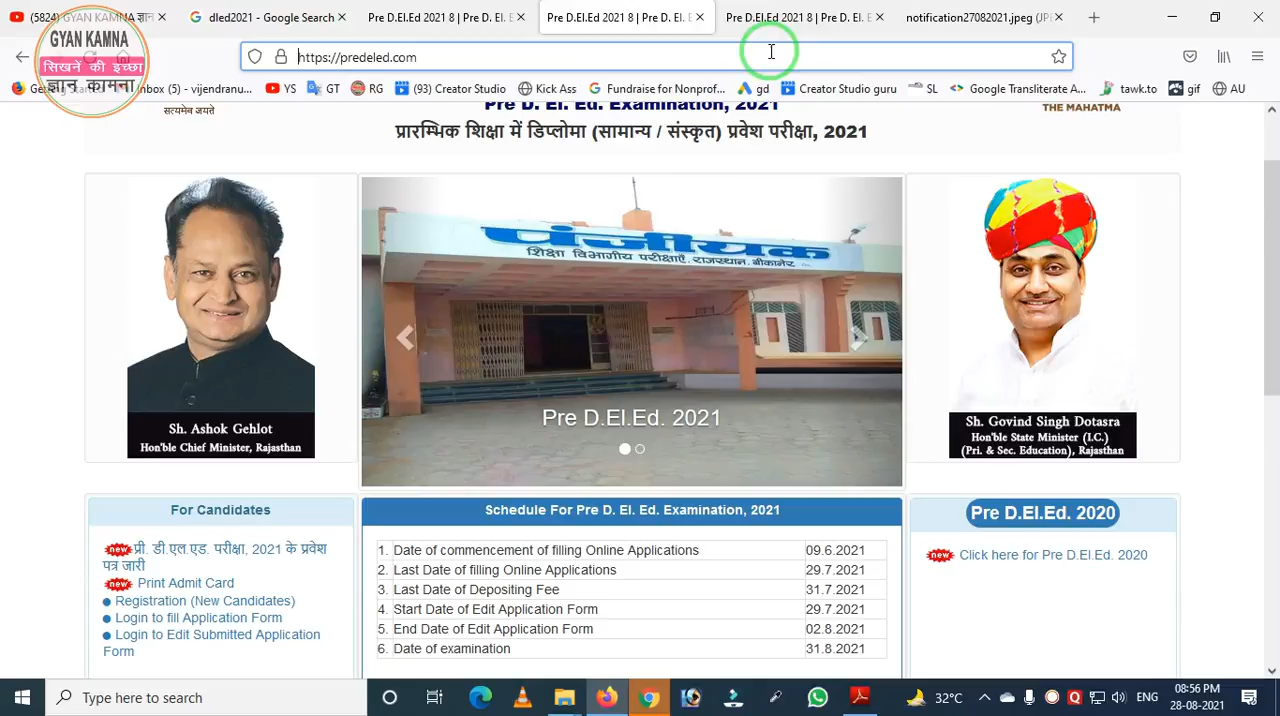 (5824) GYAN KAMNA ज्ञान
dled2021 - Google Search
Pre D.El.Ed 2021 8 | Pre D. El. E
Pre D.El.Ed 2021 8 | Pre D. El. E
Pre D.El.Ed 2021 8 | Pre D. El. E
notification27082021.jpeg (JPE
GYAN KAMNA
सिखनें की इच्छा
ज्ञान कामना
https://predeled.com
Inbox (5) - vijendranu...
YS
GT
RG
(93) Creator Studio
Kick Ass
Fundraise for Nonprof...
gd
Creator Studio guru
SL
Google Transliterate A...
tawk.to
gif
AU
सत्यमेव जयते
Pre D. El. Ed. Examination, 2021
THE MAHATMA
प्रारम्भिक शिक्षा में डिप्लोमा (सामान्य / संस्कृत) प्रवेश परीक्षा, 2021
पंजीयक
शिक्षा विभागीय परीक्षाएँ, राजस्थान, बीकानेर
Pre D.El.Ed. 2021
Sh. Ashok Gehlot
Hon'ble Chief Minister, Rajasthan
Sh. Govind Singh Dotasra
Hon'ble State Minister (I.C.)
(Pri. & Sec. Education), Rajasthan
For Candidates
new प्री. डी.एल.एड. परीक्षा, 2021 के प्रवेश
पत्र जारी
new Print Admit Card
Registration (New Candidates)
Login to fill Application Form
Login to Edit Submitted Application
Form
Schedule For Pre D. El. Ed. Examination, 2021
1. Date of commencement of filling Online Applications 09.6.2021
2. Last Date of filling Online Applications 29.7.2021
3. Last Date of Depositing Fee 31.7.2021
4. Start Date of Edit Application Form 29.7.2021
5. End Date of Edit Application Form 02.8.2021
6. Date of examination 31.8.2021
Pre D.El.Ed. 2020
new Click here for Pre D.El.Ed. 2020
Type here to search
32°C
ENG
08:56 PM
28-08-2021